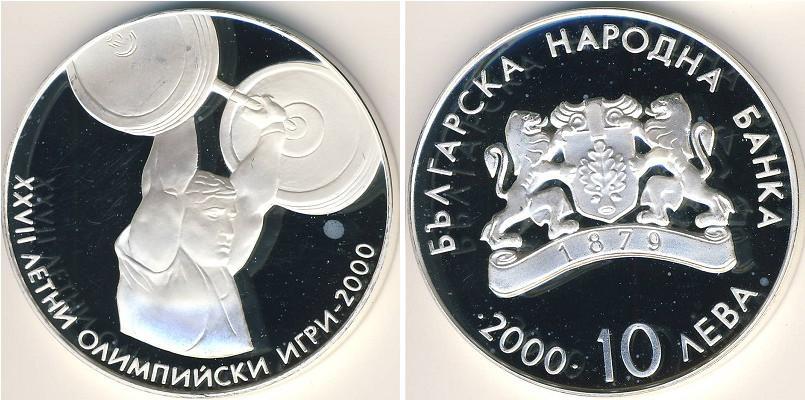 XXVII ЛЕТНИ ОЛИМПИЙСКИ ИГРИ-2000
БЪЛГАРСКА НАРОДНА БАНКА
1879
·2000· 10 ЛЕВА